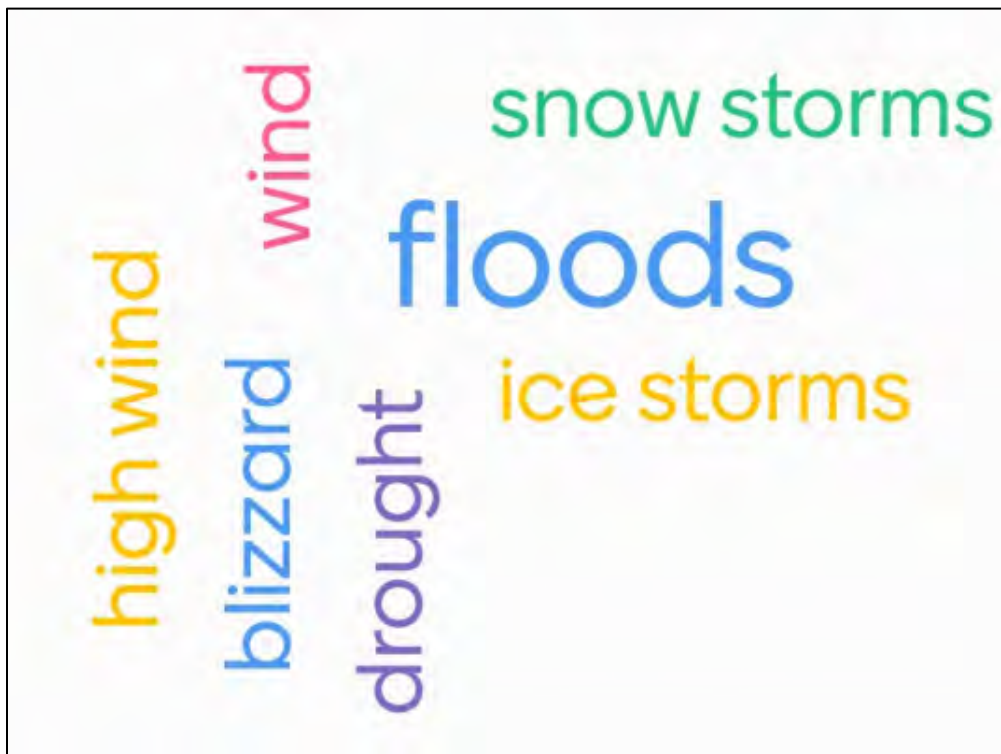 wind
snow storms
floods
high wind
blizzard
drought
ice storms